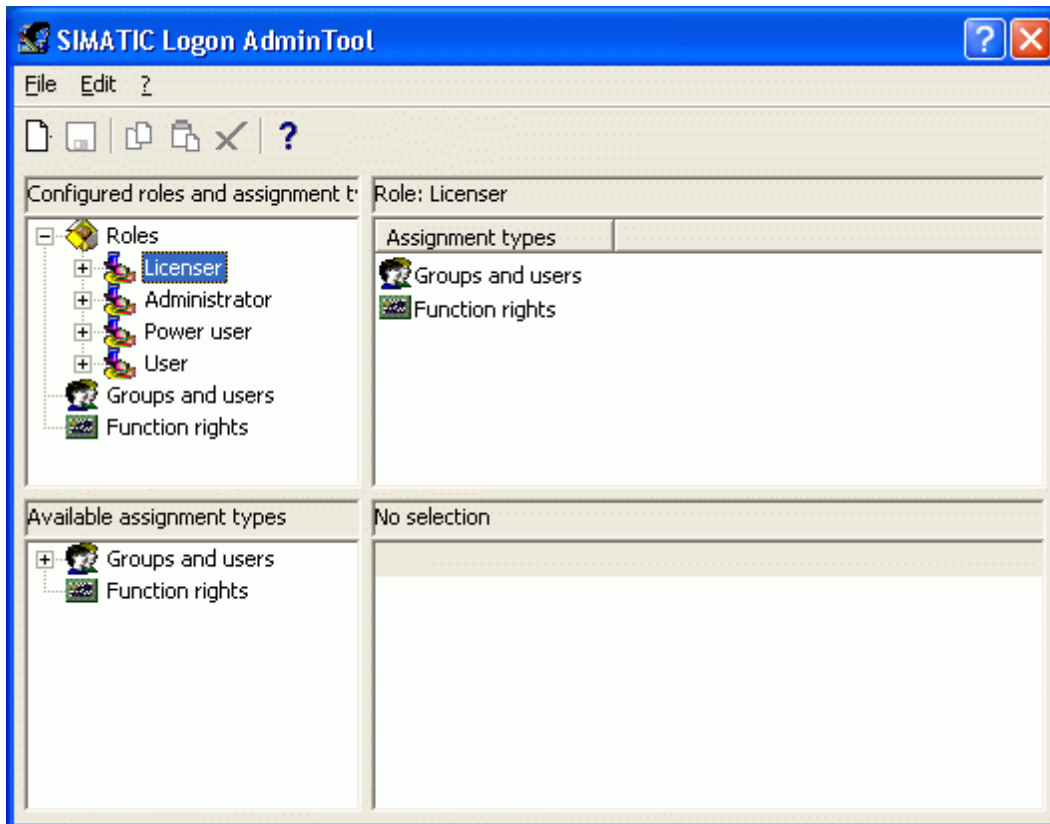 SIMATIC Logon AdminTool
File Edit ?
Configured roles and assignment t
Role: Licenser
Roles
Licenser
Administrator
Power user
User
Groups and users
Function rights
Assignment types
Groups and users
Function rights
Available assignment types
Groups and users
Function rights
No selection